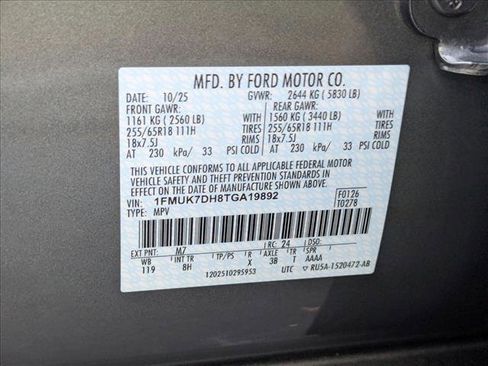 MFD. BY FORD MOTOR CO.
DATE: 10/25 GVWR: 2644 KG ( 5830 LB)
FRONT GAWR: REAR GAWR:
1161 KG ( 2560 LB) WITH 1560 KG ( 3440 LB) WITH
255/65R18 111H TIRES 255/65R18 111H TIRES
18x7.5J RIMS 18x7.5J RIMS
AT 230 kPa/ 33 PSI COLD AT 230 kPa/ 33 PSI COLD
THIS VEHICLE CONFORMS TO ALL APPLICABLE FEDERAL MOTOR
VEHICLE SAFETY AND THEFT PREVENTION STANDARDS IN EFFECT
ON THE DATE OF MANUFACTURE SHOWN ABOVE.
VIN: 1FMUK7DH8TGA19892 F0126
TYPE: MPV T0278
EXT PNT: M7 RC: 24 DSO:
WB INT TR TP/PS R AXLE TR SPR
119 8H X 3B T AAAA
1202510295953 UTC ▽ RU5A-1520472-AB